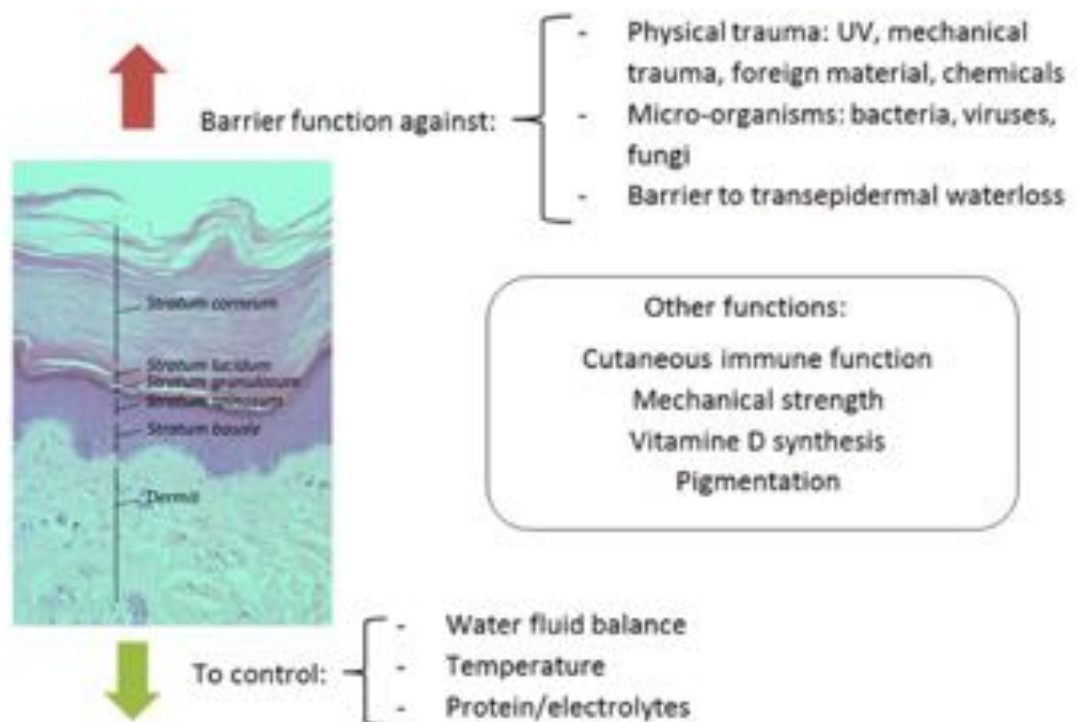 - Physical trauma: UV, mechanical
trauma, foreign material, chemicals
Barrier function against:
- Micro-organisms: bacteria, viruses,
fungi
- Barrier to transepidermal waterloss
Stratum corneum
Stratum lucidum
Stratum granulosum
Stratum spinosum
Stratum basale
Dermis
Other functions:
Cutaneous immune function
Mechanical strength
Vitamine D synthesis
Pigmentation
To control:
- Water fluid balance
- Temperature
- Protein/electrolytes